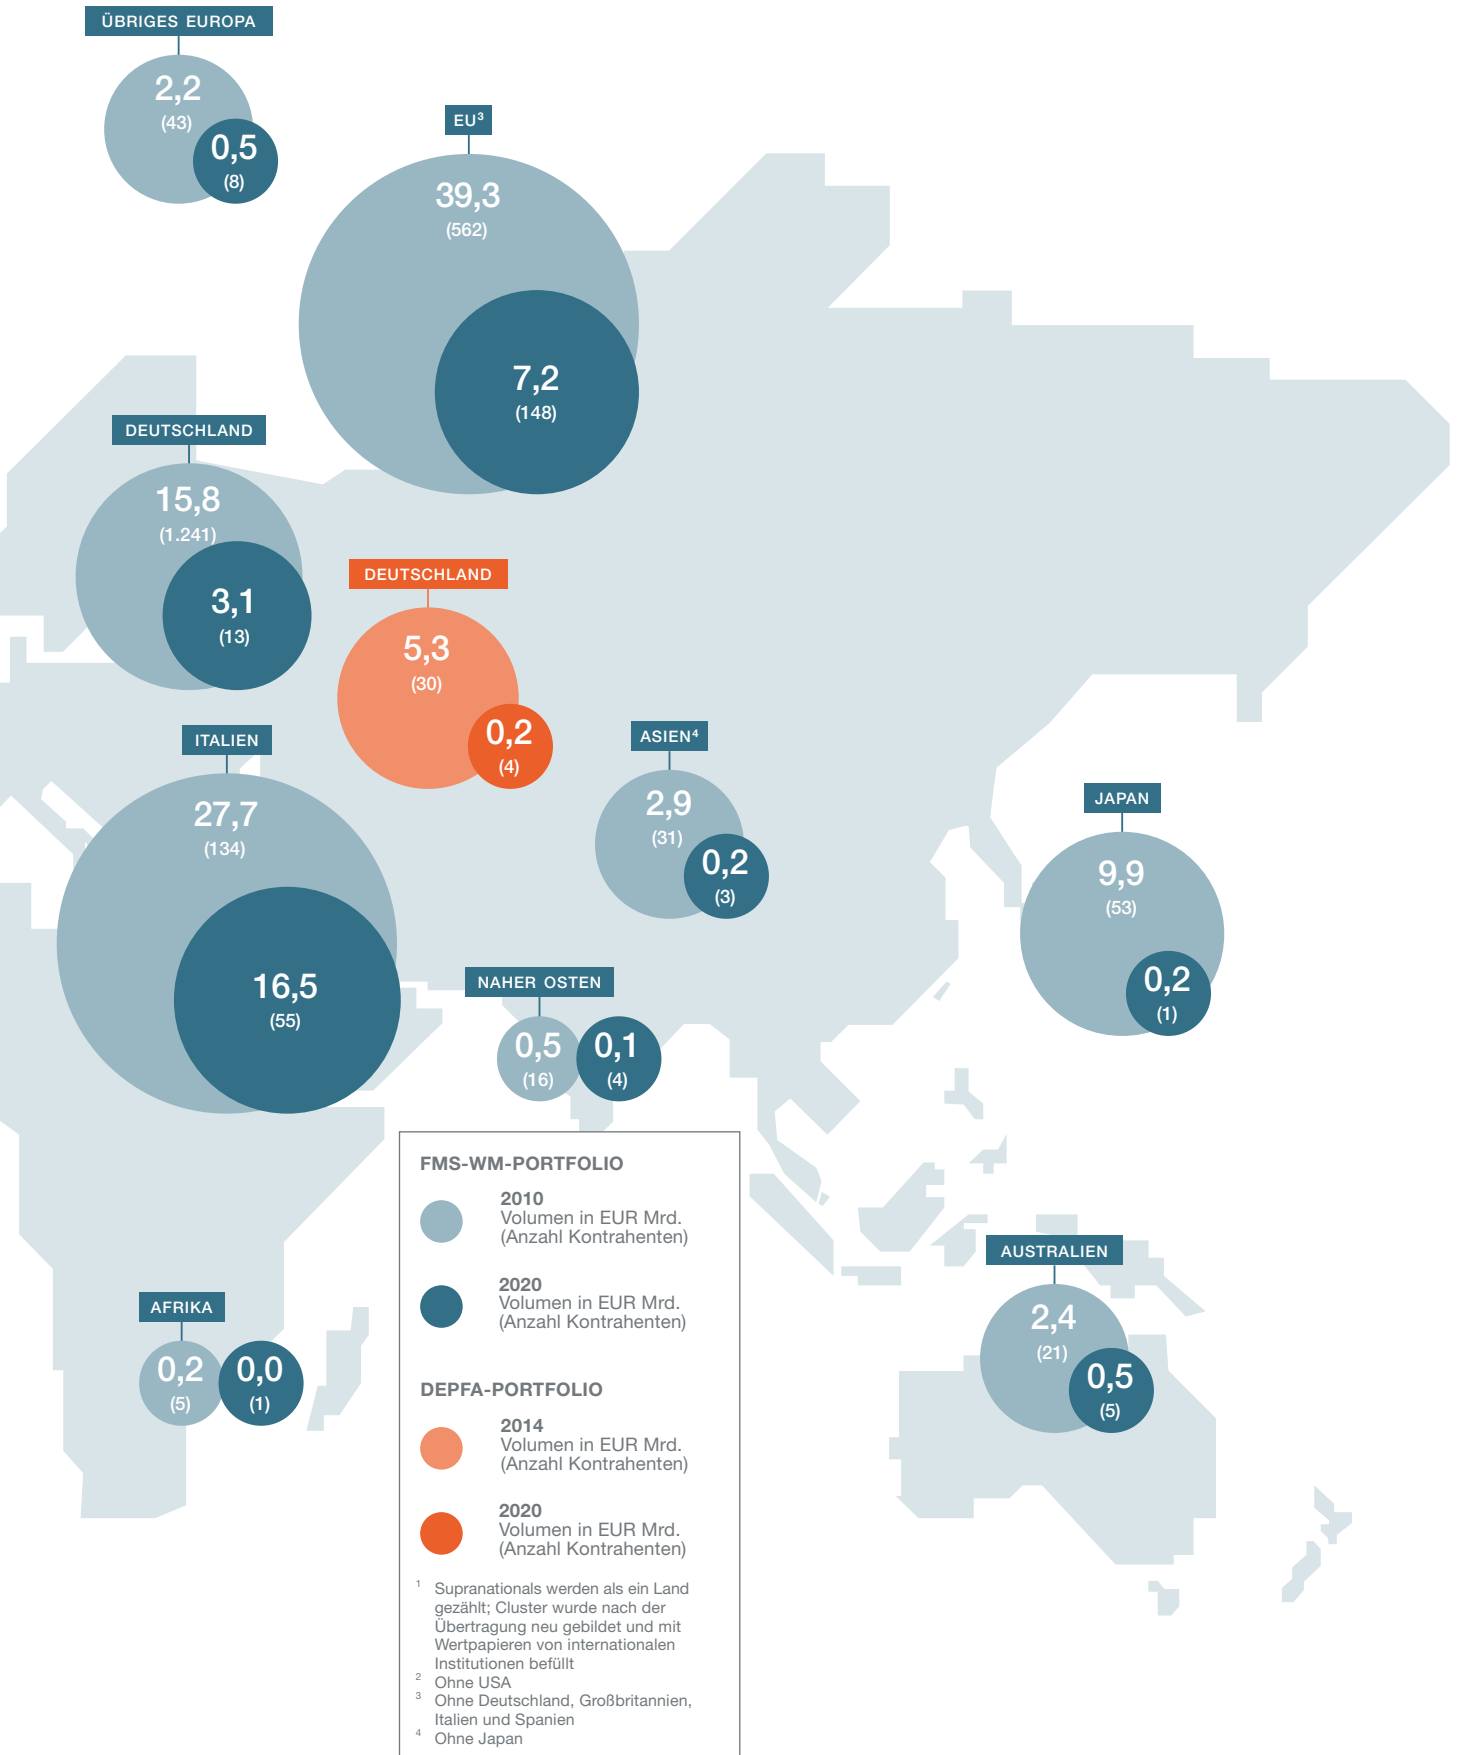 ÜBRIGES EUROPA
2,2
(43)
0,5
(8)
EU³
39,3
(562)
7,2
(148)
DEUTSCHLAND
15,8
(1.241)
3,1
(13)
DEUTSCHLAND
5,3
(30)
0,2
(4)
ITALIEN
27,7
(134)
16,5
(55)
ASIEN⁴
2,9
(31)
0,2
(3)
JAPAN
9,9
(53)
0,2
(1)
NAHER OSTEN
0,5
(16)
0,1
(4)
AFRIKA
0,2
(5)
0,0
(1)
AUSTRALIEN
2,4
(21)
0,5
(5)
FMS-WM-PORTFOLIO
2010
Volumen in EUR Mrd.
(Anzahl Kontrahenten)
2020
Volumen in EUR Mrd.
(Anzahl Kontrahenten)
DEPFA-PORTFOLIO
2014
Volumen in EUR Mrd.
(Anzahl Kontrahenten)
2020
Volumen in EUR Mrd.
(Anzahl Kontrahenten)
¹ Supranationals werden als ein Land
gezählt; Cluster wurde nach der
Übertragung neu gebildet und mit
Wertpapieren von internationalen
Institutionen befüllt
² Ohne USA
³ Ohne Deutschland, Großbritannien,
Italien und Spanien
⁴ Ohne Japan